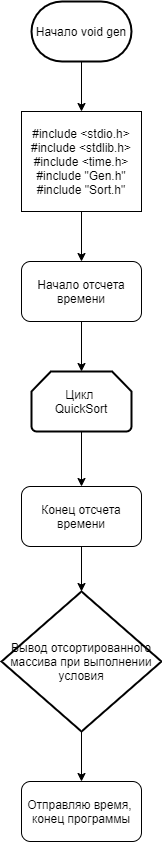 Начало void gen
#include <stdio.h>
#include <stdlib.h>
#include <time.h>
#include "Gen.h"
#include "Sort.h"
Начало отсчета
времени
Цикл
QuickSort
Конец отсчета
времени
Вывод отсортированного
массива при выполнении
условия
Отправляю время,
конец программы